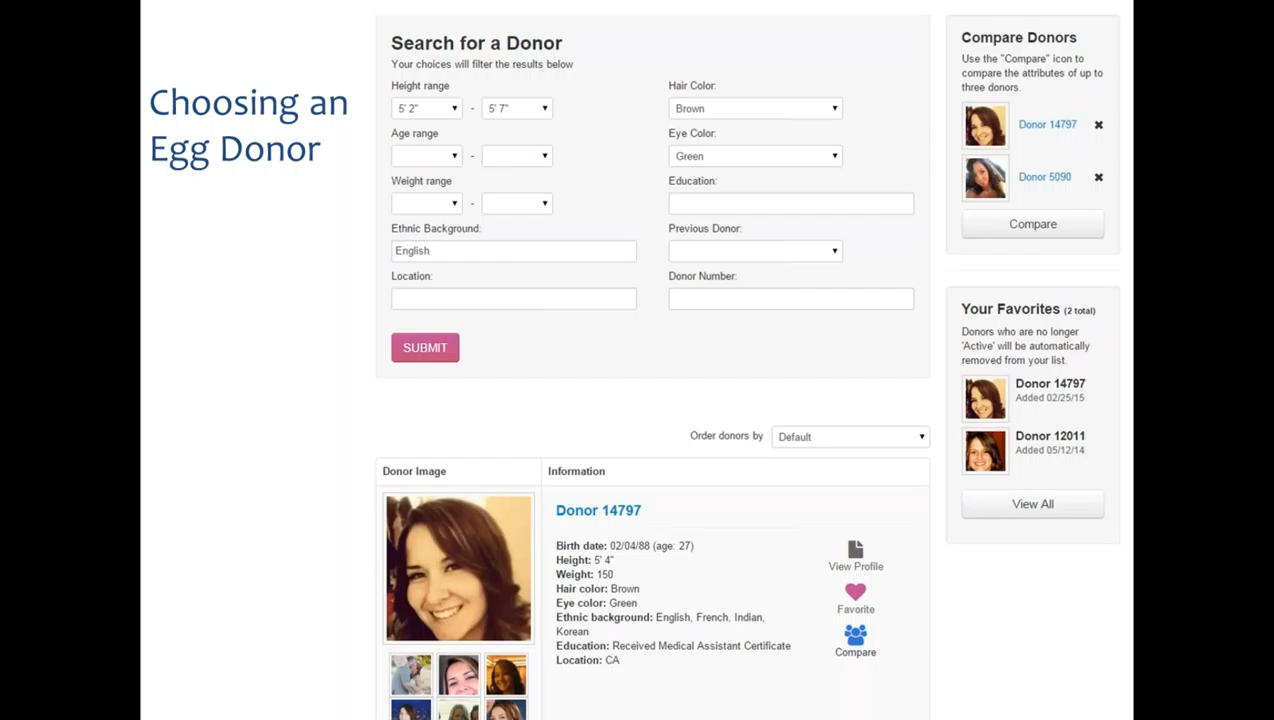 Choosing an
Egg Donor
Search for a Donor
Your choices will filter the results below
Height range
5' 2" - 5' 7"
Age range
-
Weight range
-
Ethnic Background:
English
Location:
Hair Color:
Brown
Eye Color:
Green
Education:
Previous Donor:
Donor Number:
SUBMIT
Order donors by Default
Donor Image Information
Donor 14797
Birth date: 02/04/88 (age: 27)
Height: 5' 4"
Weight: 150
Hair color: Brown
Eye color: Green
Ethnic background: English, French, Indian,
Korean
Education: Received Medical Assistant Certificate
Location: CA
View Profile
Favorite
Compare
Compare Donors
Use the "Compare" icon to
compare the attributes of up to
three donors.
Donor 14797
Donor 5090
Compare
Your Favorites (2 total)
Donors who are no longer
'Active' will be automatically
removed from your list.
Donor 14797
Added 02/25/15
Donor 12011
Added 05/12/14
View All